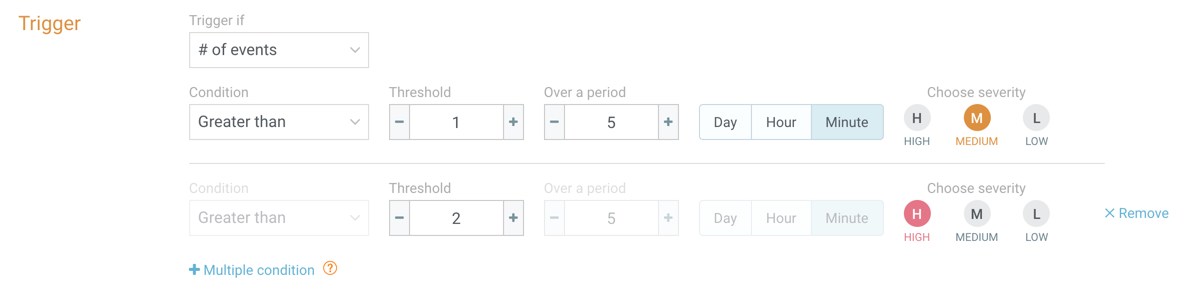 Trigger
Trigger if
# of events
Condition Threshold Over a period Choose severity
Greater than − 1 + − 5 + Day Hour Minute H M L
HIGH MEDIUM LOW
Condition Threshold Over a period Choose severity
Greater than − 2 + − 5 + Day Hour Minute H M L × Remove
HIGH MEDIUM LOW
+ Multiple condition ?